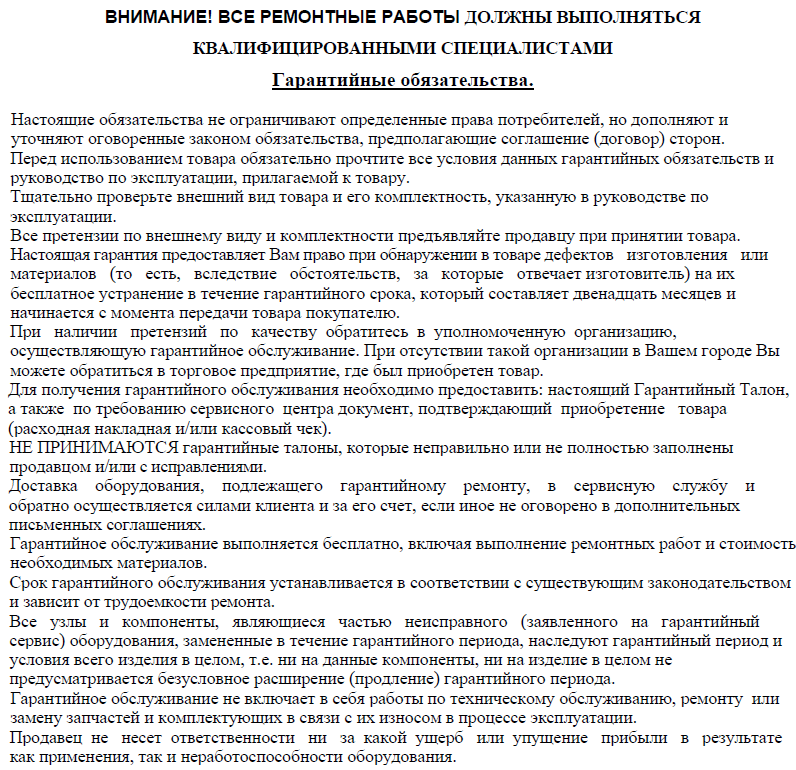 ВНИМАНИЕ! ВСЕ РЕМОНТНЫЕ РАБОТЫ ДОЛЖНЫ ВЫПОЛНЯТЬСЯ
КВАЛИФИЦИРОВАННЫМИ СПЕЦИАЛИСТАМИ
Гарантийные обязательства.
Настоящие обязательства не ограничивают определенные права потребителей, но дополняют и
уточняют оговоренные законом обязательства, предполагающие соглашение (договор) сторон.
Перед использованием товара обязательно прочтите все условия данных гарантийных обязательств и
руководство по эксплуатации, прилагаемой к товару.
Тщательно проверьте внешний вид товара и его комплектность, указанную в руководстве по
эксплуатации.
Все претензии по внешнему виду и комплектности предъявляйте продавцу при принятии товара.
Настоящая гарантия предоставляет Вам право при обнаружении в товаре дефектов изготовления или
материалов (то есть, вследствие обстоятельств, за которые отвечает изготовитель) на их
бесплатное устранение в течение гарантийного срока, который составляет двенадцать месяцев и
начинается с момента передачи товара покупателю.
При наличии претензий по качеству обратитесь в уполномоченную организацию,
осуществляющую гарантийное обслуживание. При отсутствии такой организации в Вашем городе Вы
можете обратиться в торговое предприятие, где был приобретен товар.
Для получения гарантийного обслуживания необходимо предоставить: настоящий Гарантийный Талон,
а также по требованию сервисного центра документ, подтверждающий приобретение товара
(расходная накладная и/или кассовый чек).
НЕ ПРИНИМАЮТСЯ гарантийные талоны, которые неправильно или не полностью заполнены
продавцом и/или с исправлениями.
Доставка оборудования, подлежащего гарантийному ремонту, в сервисную службу и
обратно осуществляется силами клиента и за его счет, если иное не оговорено в дополнительных
письменных соглашениях.
Гарантийное обслуживание выполняется бесплатно, включая выполнение ремонтных работ и стоимость
необходимых материалов.
Срок гарантийного обслуживания устанавливается в соответствии с существующим законодательством
и зависит от трудоемкости ремонта.
Все узлы и компоненты, являющиеся частью неисправного (заявленного на гарантийный
сервис) оборудования, замененные в течение гарантийного периода, наследуют гарантийный период и
условия всего изделия в целом, т.е. ни на данные компоненты, ни на изделие в целом не
предусматривается безусловное расширение (продление) гарантийного периода.
Гарантийное обслуживание не включает в себя работы по техническому обслуживанию, ремонту или
замену запчастей и комплектующих в связи с их износом в процессе эксплуатации.
Продавец не несет ответственности ни за какой ущерб или упущение прибыли в результате
как применения, так и неработоспособности оборудования.